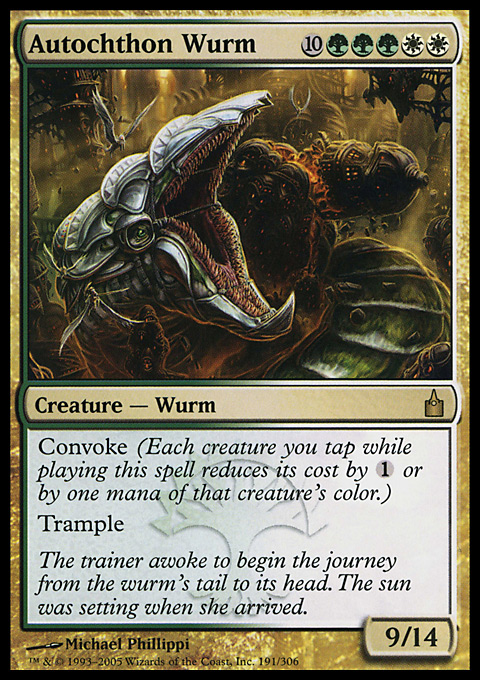 Autochthon Wurm 10
Creature — Wurm
Convoke (Each creature you tap while
playing this spell reduces its cost by 1 or
by one mana of that creature's color.)
Trample
The trainer awoke to begin the journey
from the wurm's tail to its head. The sun
was setting when she arrived.
Michael Phillippi
9/14
™ & © 1993–2005 Wizards of the Coast, Inc. 191/306